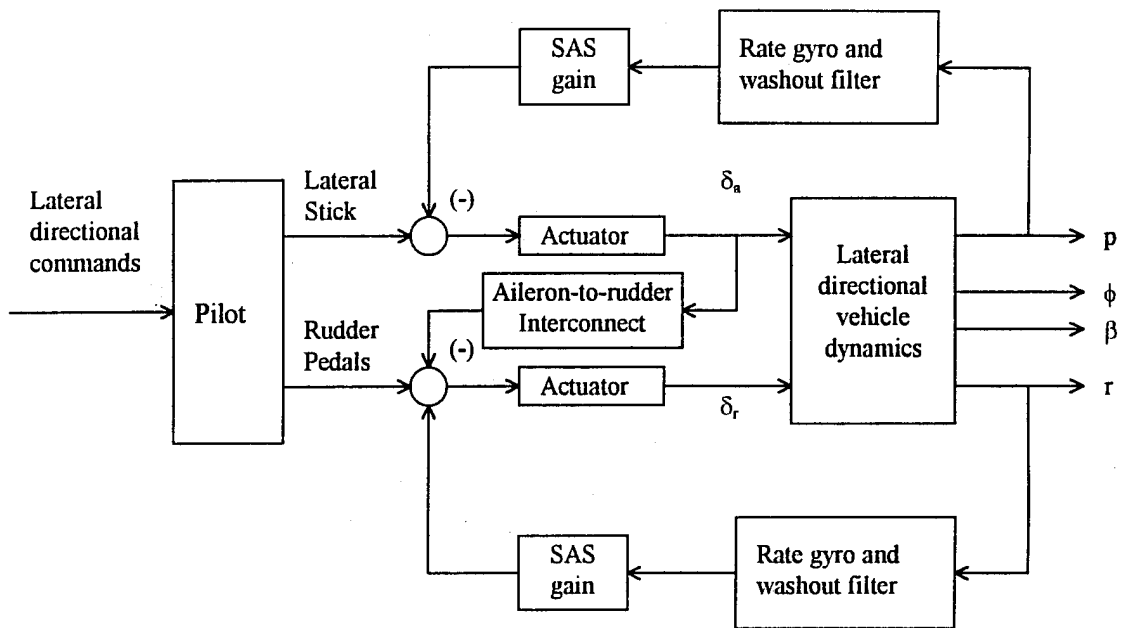 SAS
gain
Rate gyro and
washout filter
Lateral
directional
commands
Pilot
Lateral
Stick
(-)
Actuator
δa
Lateral
directional
vehicle
dynamics
p
ϕ
β
r
Aileron-to-rudder
Interconnect
Rudder
Pedals
(-)
Actuator
δr
SAS
gain
Rate gyro and
washout filter